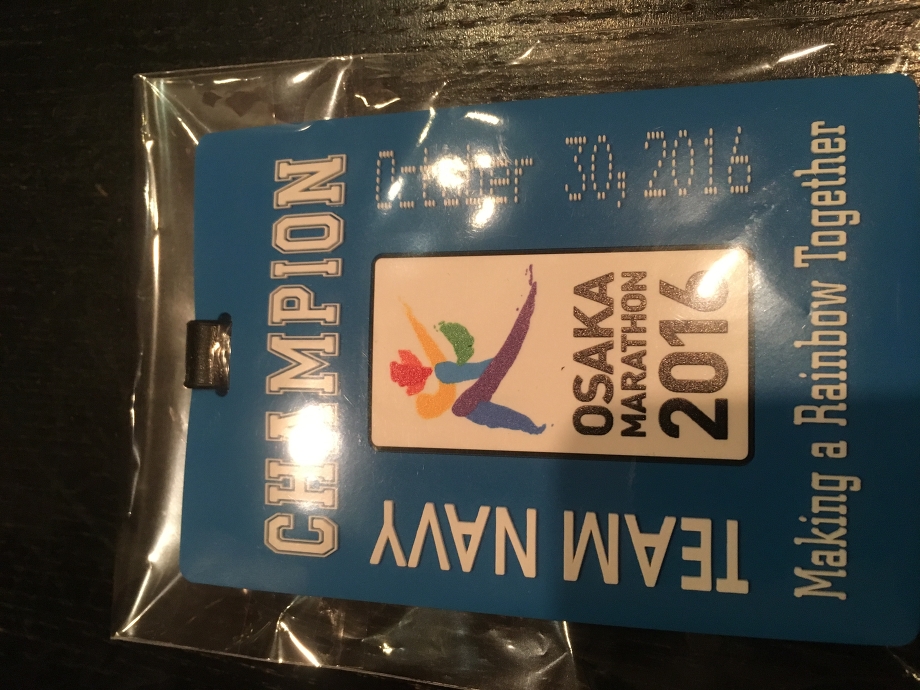 CHAMPION
TEAM NAVY
October 30, 2016
OSAKA
MARATHON
2016
Making a Rainbow Together